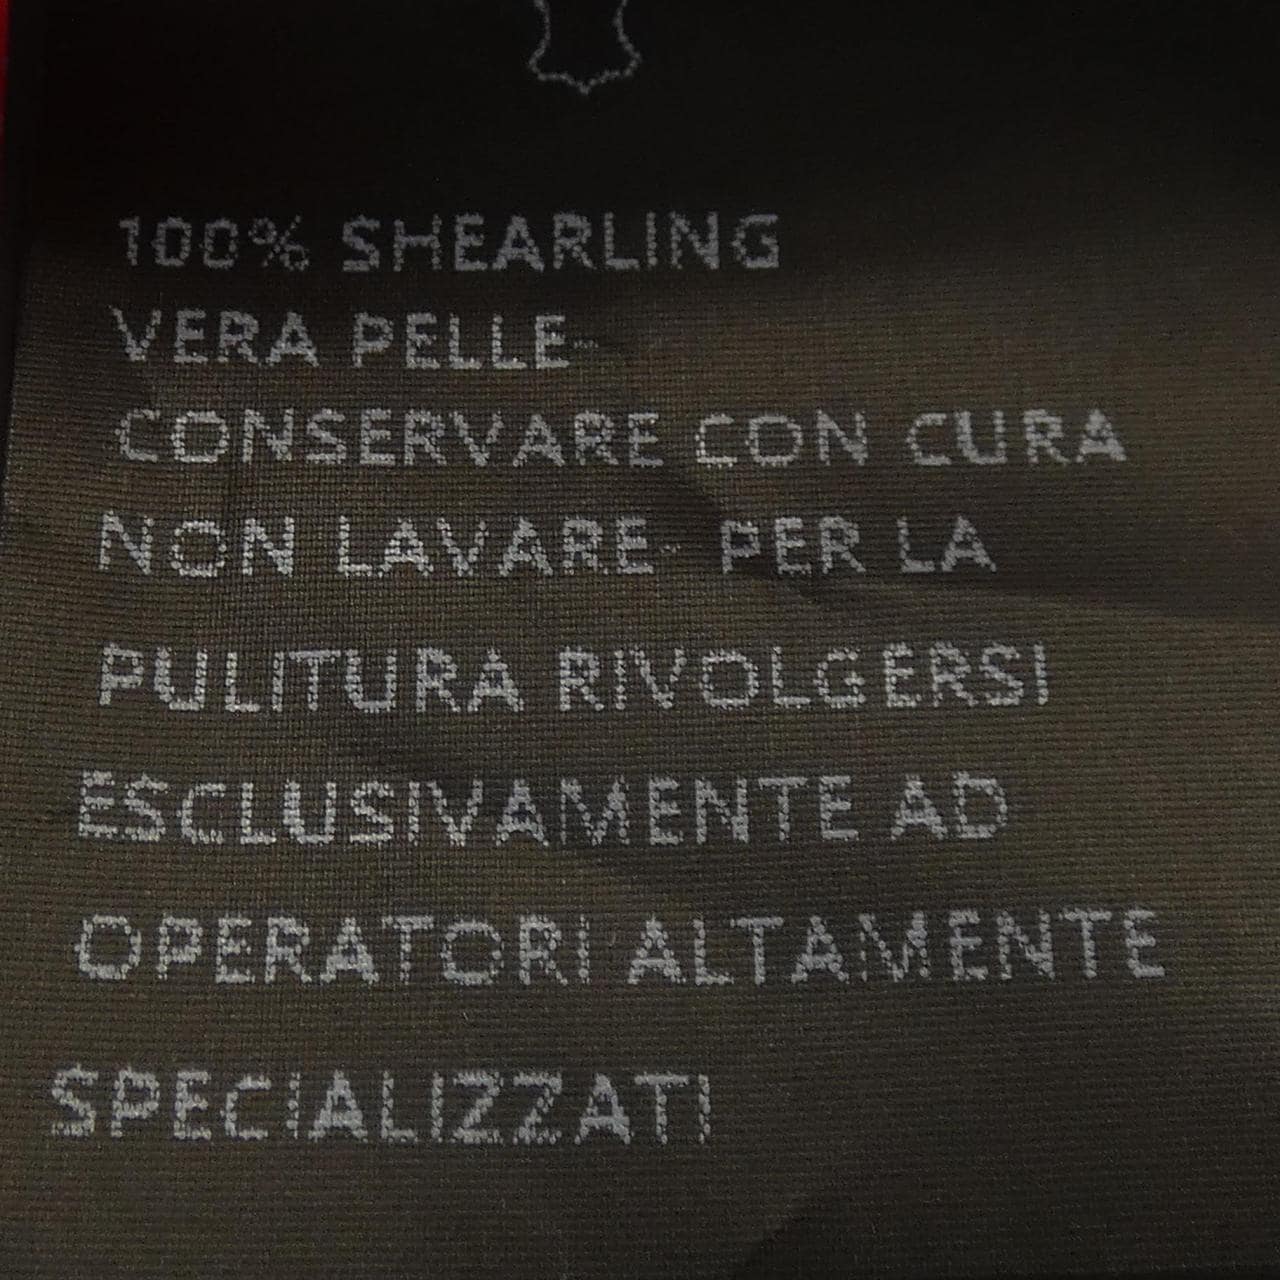 100% SHEARLING
VERA PELLE-
CONSERVARE CON CURA
NON LAVARE- PER LA
PULITURA RIVOLGERSI
ESCLUSIVAMENTE AD
OPERATORI ALTAMENTE
SPECIALIZZATI